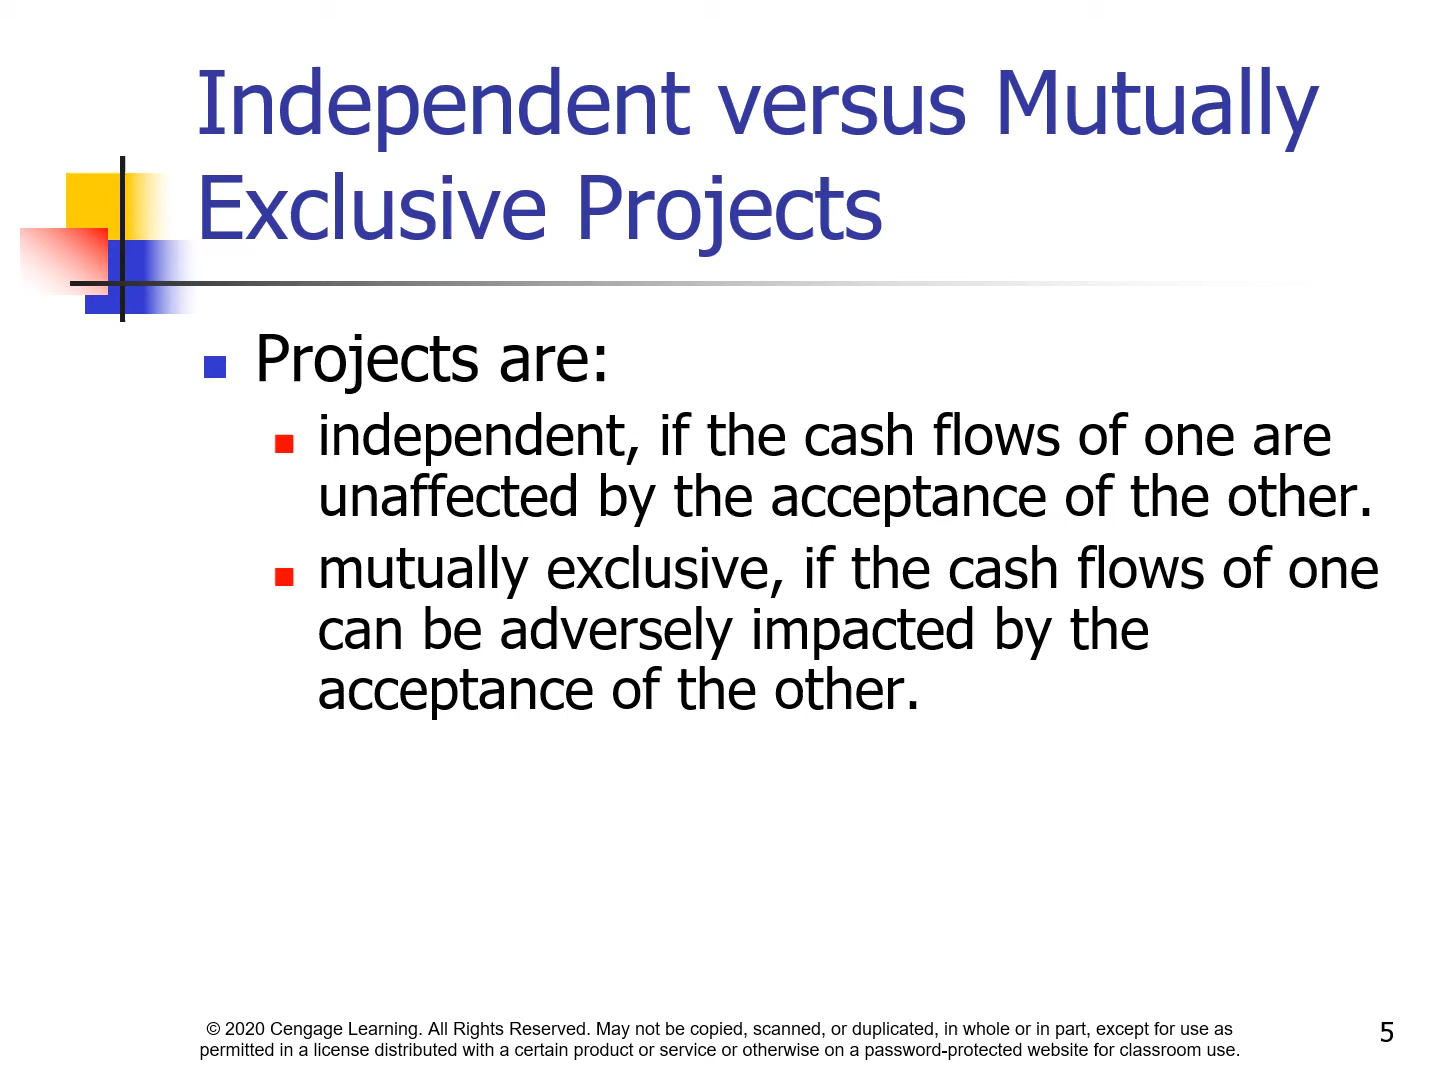 Independent versus Mutually
Exclusive Projects
Projects are:
independent, if the cash flows of one are
unaffected by the acceptance of the other.
mutually exclusive, if the cash flows of one
can be adversely impacted by the
acceptance of the other.
© 2020 Cengage Learning. All Rights Reserved. May not be copied, scanned, or duplicated, in whole or in part, except for use as
permitted in a license distributed with a certain product or service or otherwise on a password-protected website for classroom use.
5